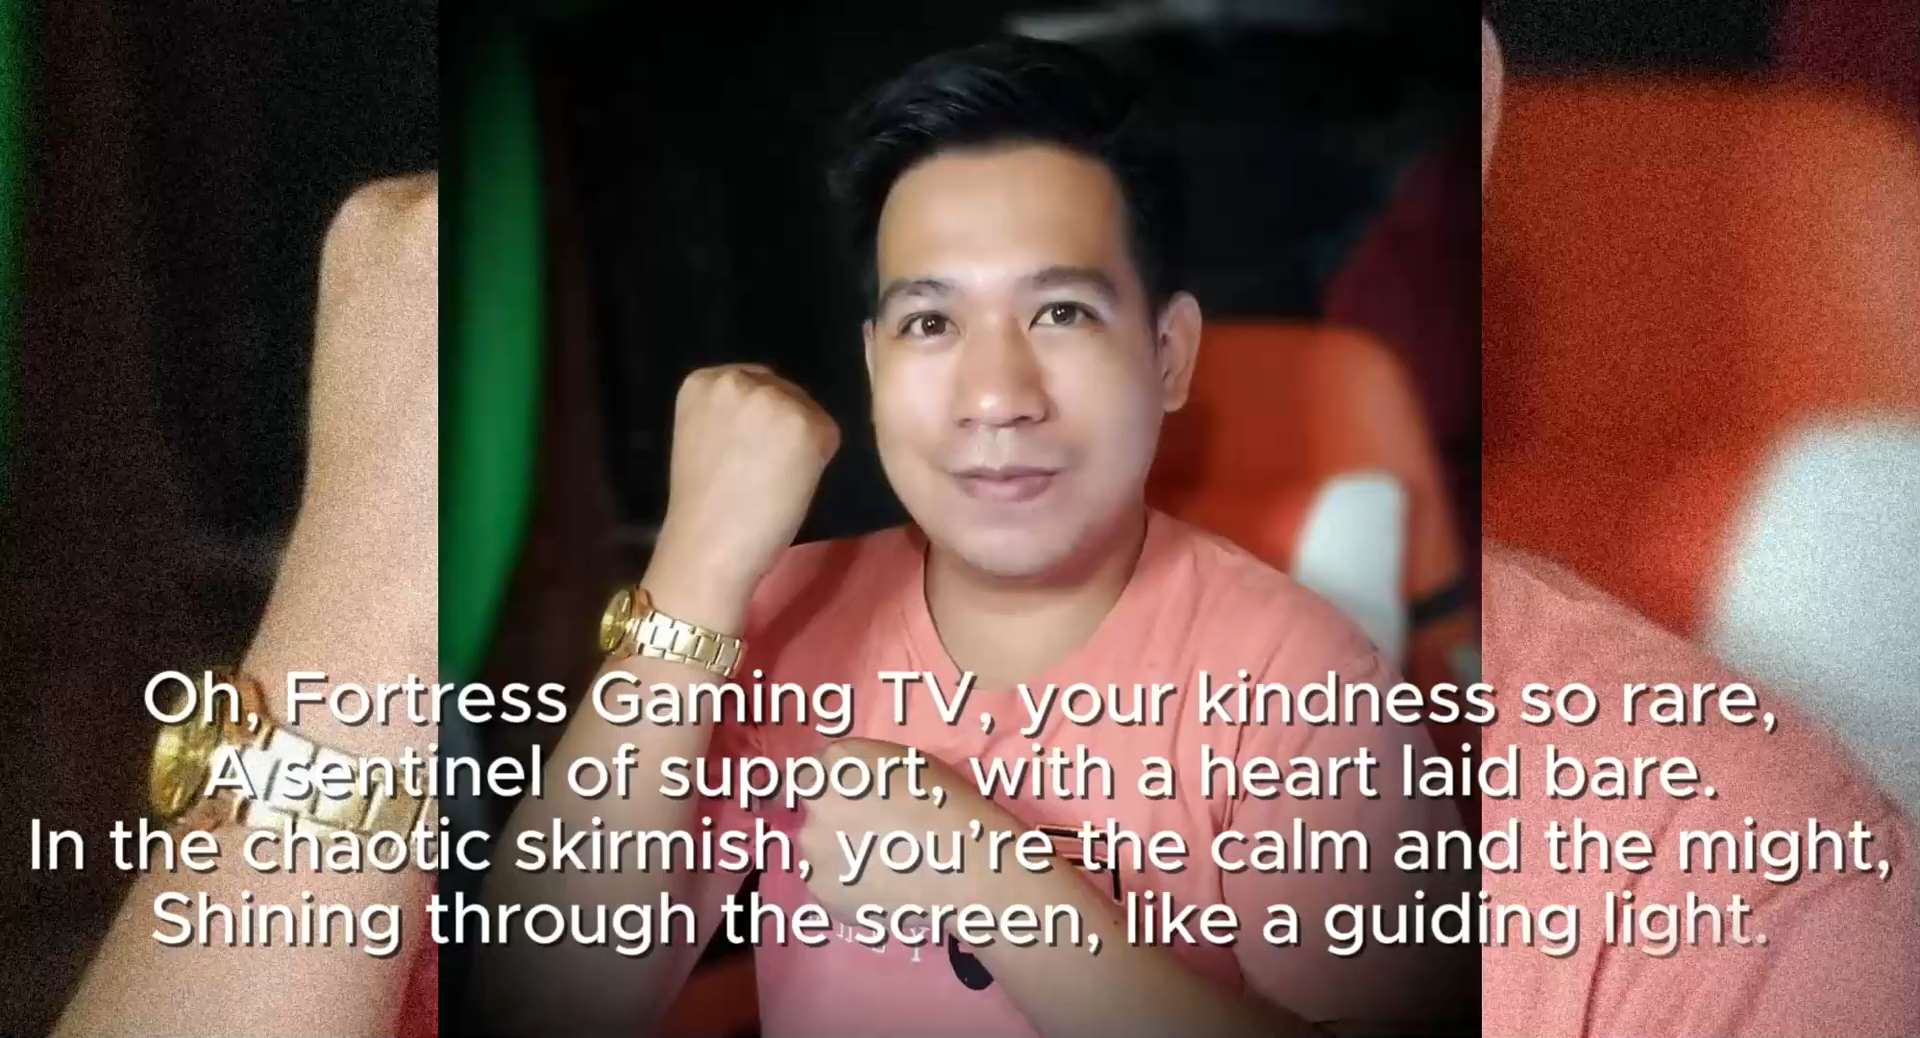 Oh, Fortress Gaming TV, your kindness so rare,
A sentinel of support, with a heart laid bare.
In the chaotic skirmish, you’re the calm and the might,
Shining through the screen, like a guiding light.